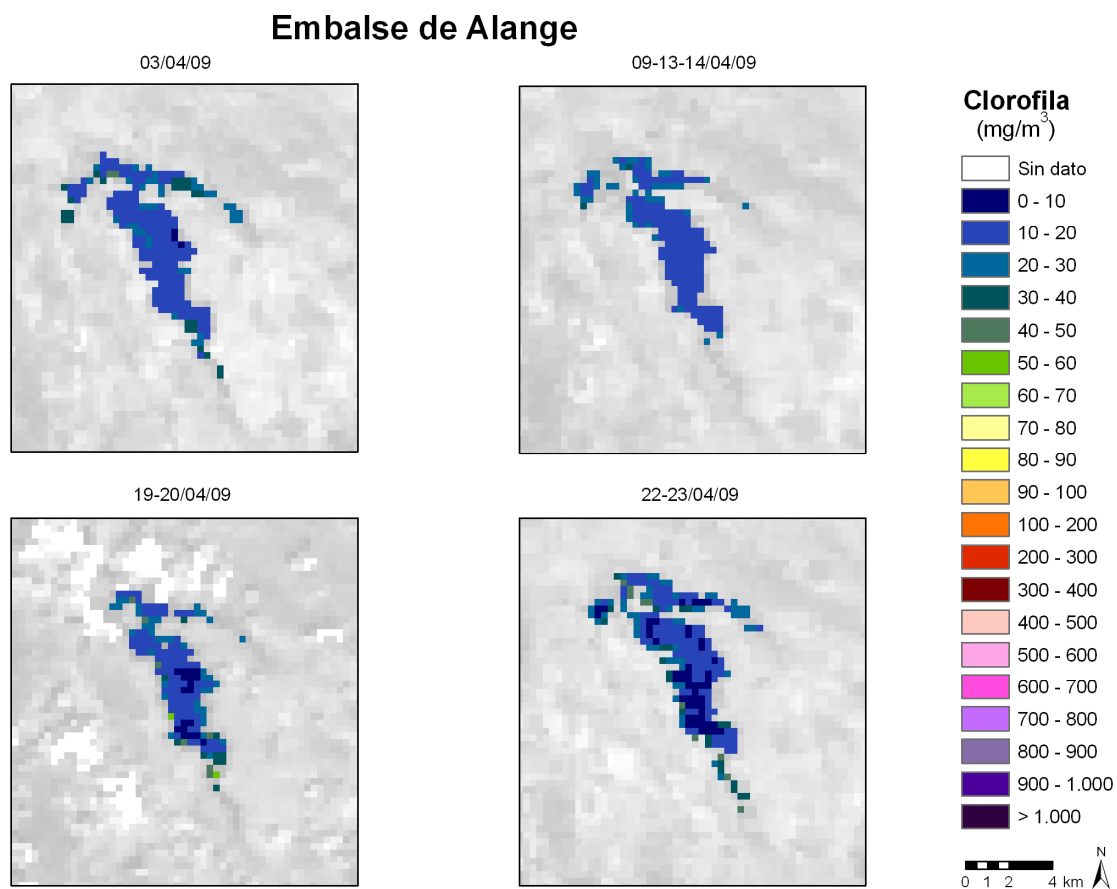 Embalse de Alange
03/04/09
09-13-14/04/09
19-20/04/09
22-23/04/09
Clorofila
(mg/m³)
Sin dato
0 - 10
10 - 20
20 - 30
30 - 40
40 - 50
50 - 60
60 - 70
70 - 80
80 - 90
90 - 100
100 - 200
200 - 300
300 - 400
400 - 500
500 - 600
600 - 700
700 - 800
800 - 900
900 - 1.000
> 1.000
N
0 1 2 4 km